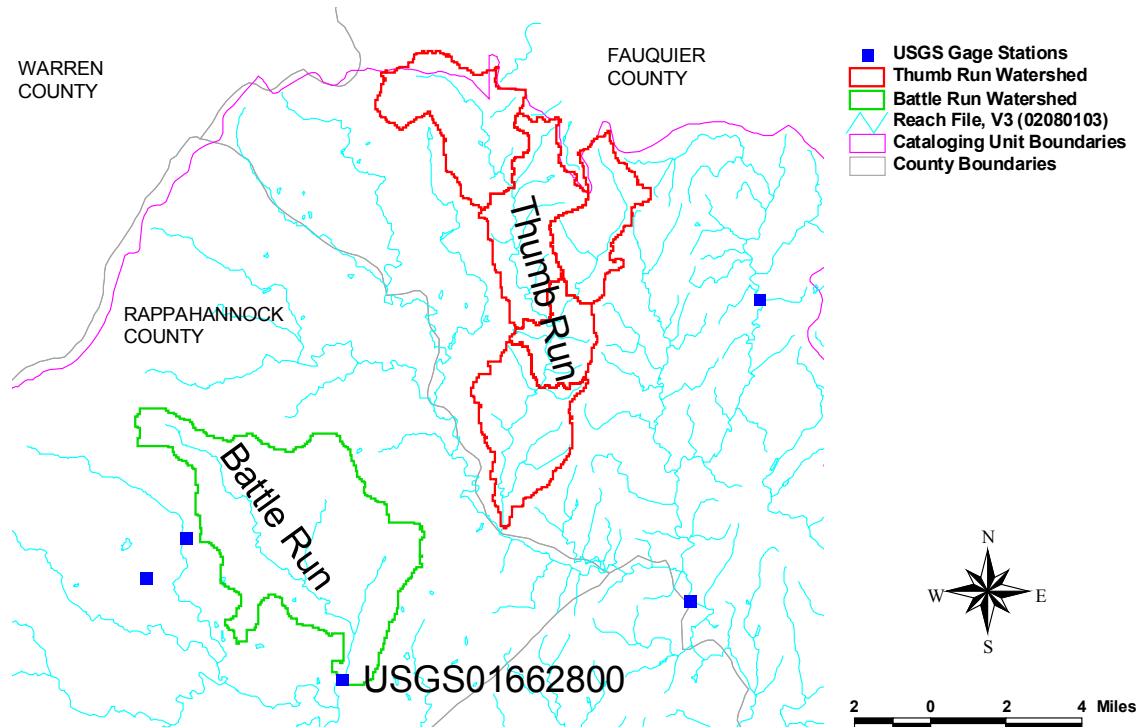 WARREN
COUNTY
FAUQUIER
COUNTY
USGS Gage Stations
Thumb Run Watershed
Battle Run Watershed
Reach File, V3 (02080103)
Cataloging Unit Boundaries
County Boundaries
Thumb Run
RAPPAHANNOCK
COUNTY
Battle Run
USGS01662800
N
W
E
S
2 0 2 4 Miles